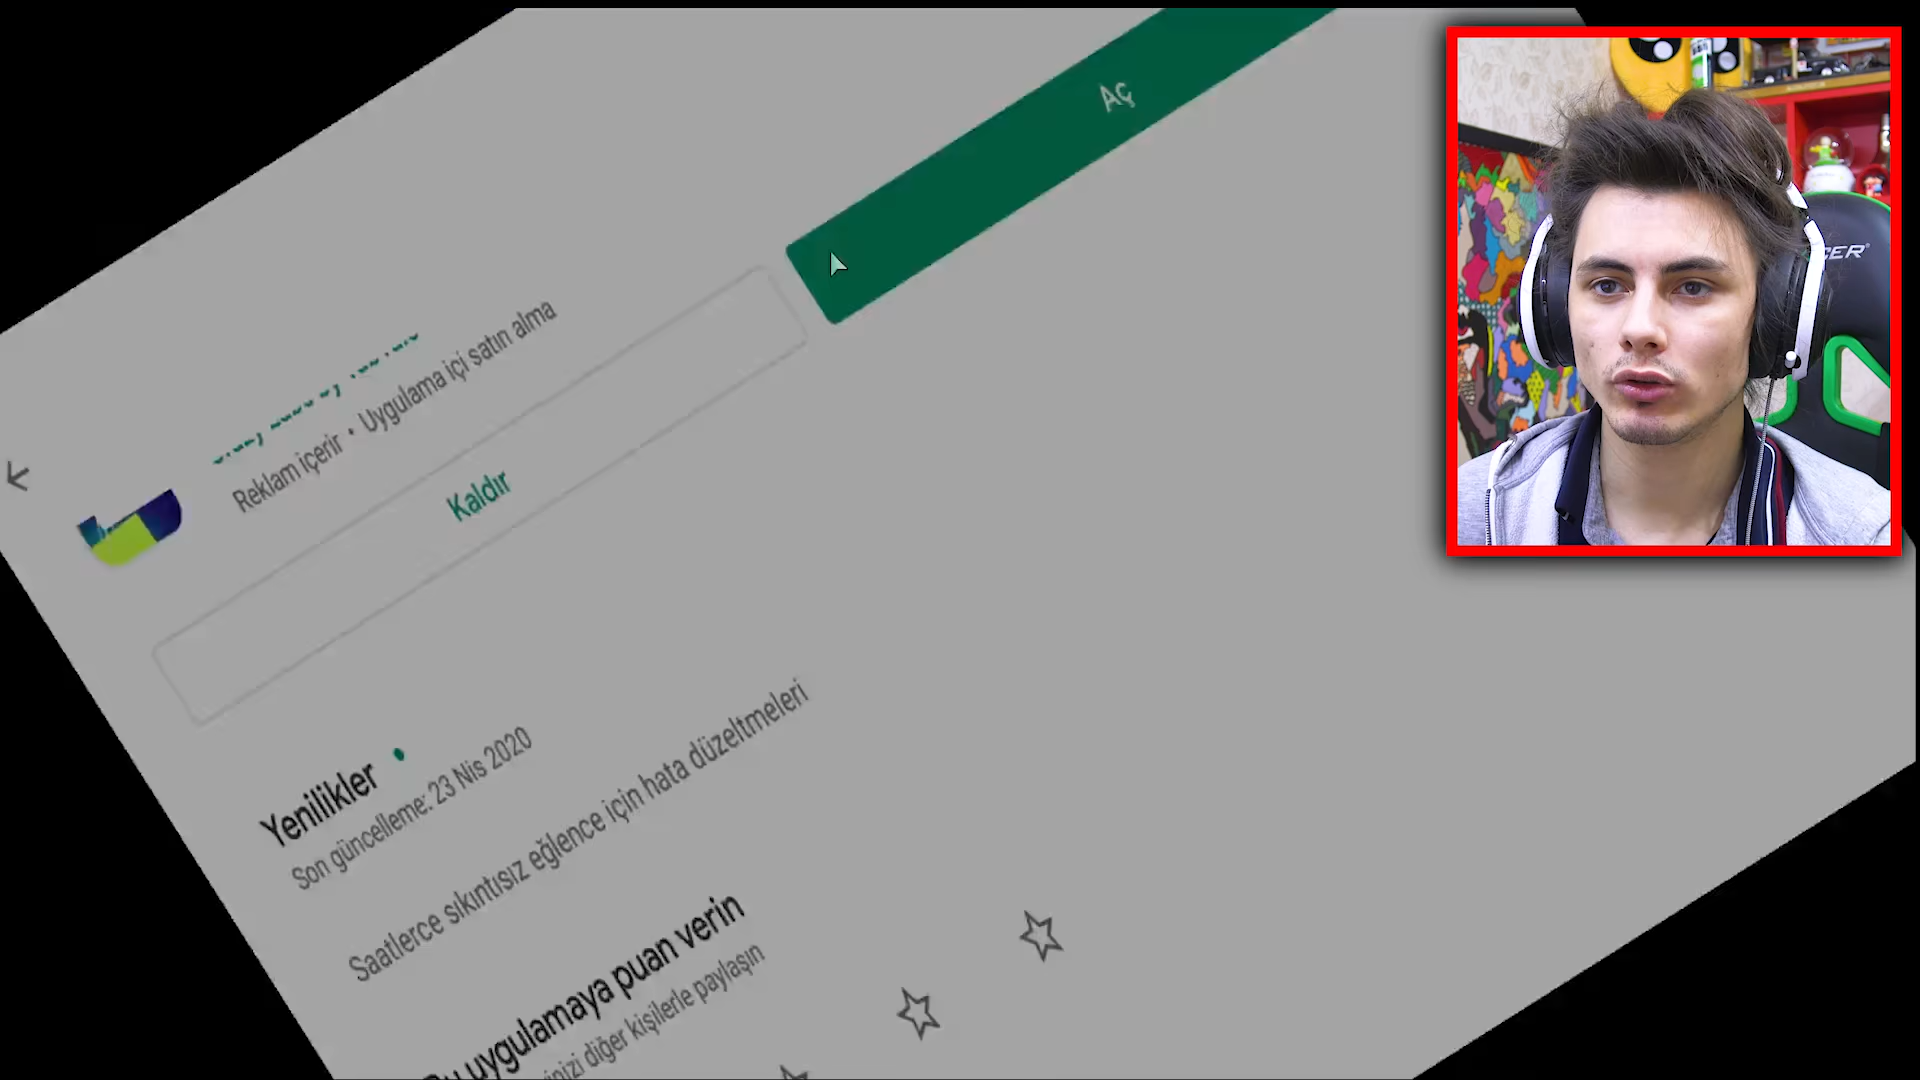 Aç
Reklam içerir • Uygulama içi satın alma
Kaldır
Yenilikler •
Son güncelleme: 23 Nis 2020
Saatlerce sıkıntısız eğlence için hata düzeltmeleri
Bu uygulamaya puan verin
diğer kişilerle paylaşın